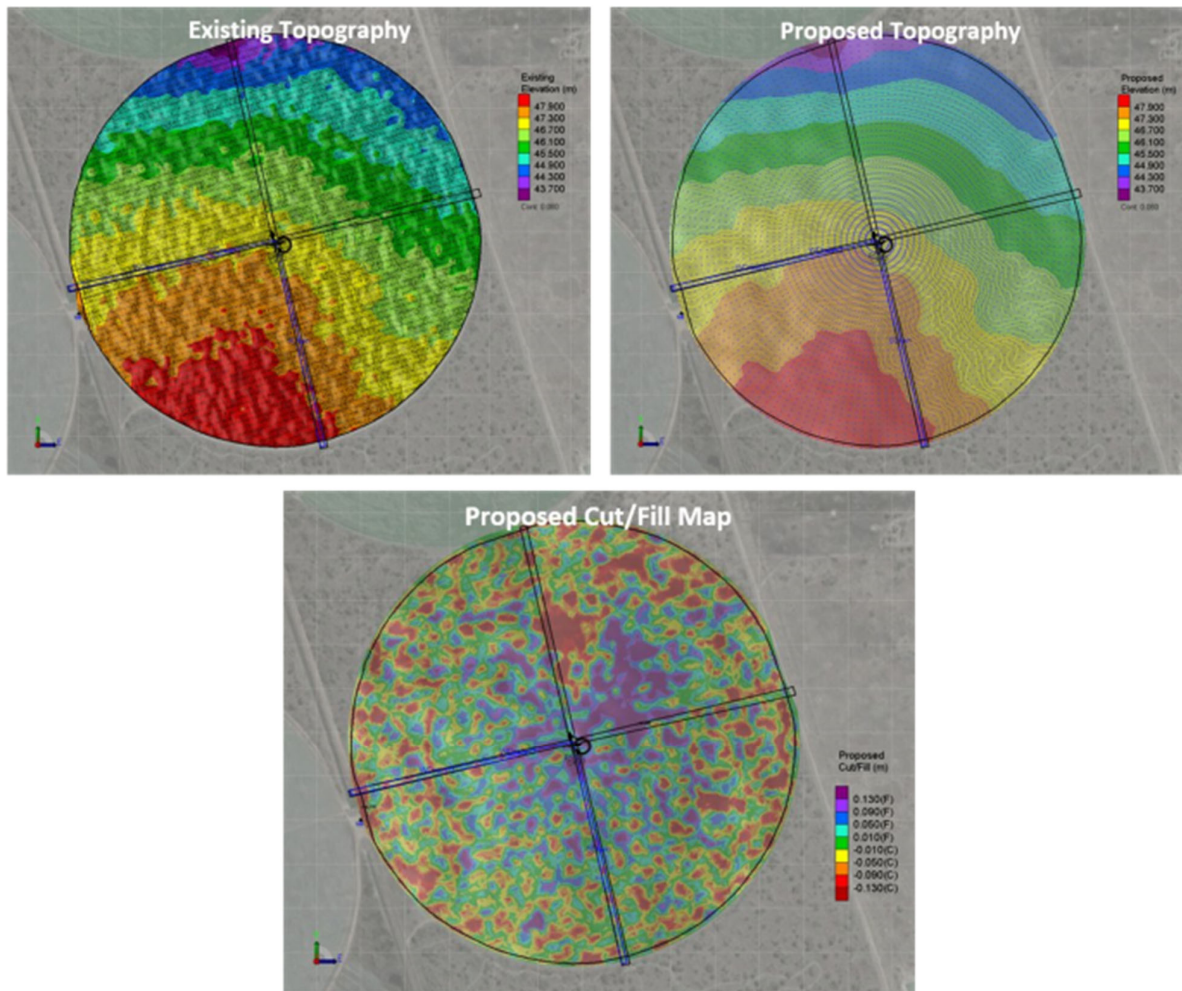 Existing Topography
Existing
Elevation (m)
47.900
47.300
46.700
46.100
45.500
44.900
44.300
43.700
Proposed Topography
Proposed
Elevation (m)
47.900
47.300
46.700
46.100
45.500
44.900
44.300
43.700
Proposed Cut/Fill Map
Proposed
Cut/Fill (m)
0.130(F)
0.090(F)
0.050(F)
0.010(F)
-0.010(C)
-0.050(C)
-0.090(C)
-0.130(C)